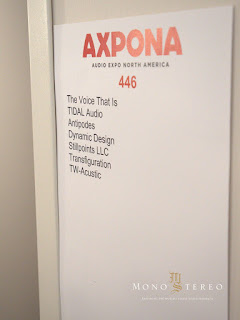 AXPONA
AUDIO EXPO NORTH AMERICA
446
The Voice That Is
TIDAL Audio
Antipodes
Dynamic Design
Stillpoints LLC
Transfiguration
TW-Acustic
MONO STEREO